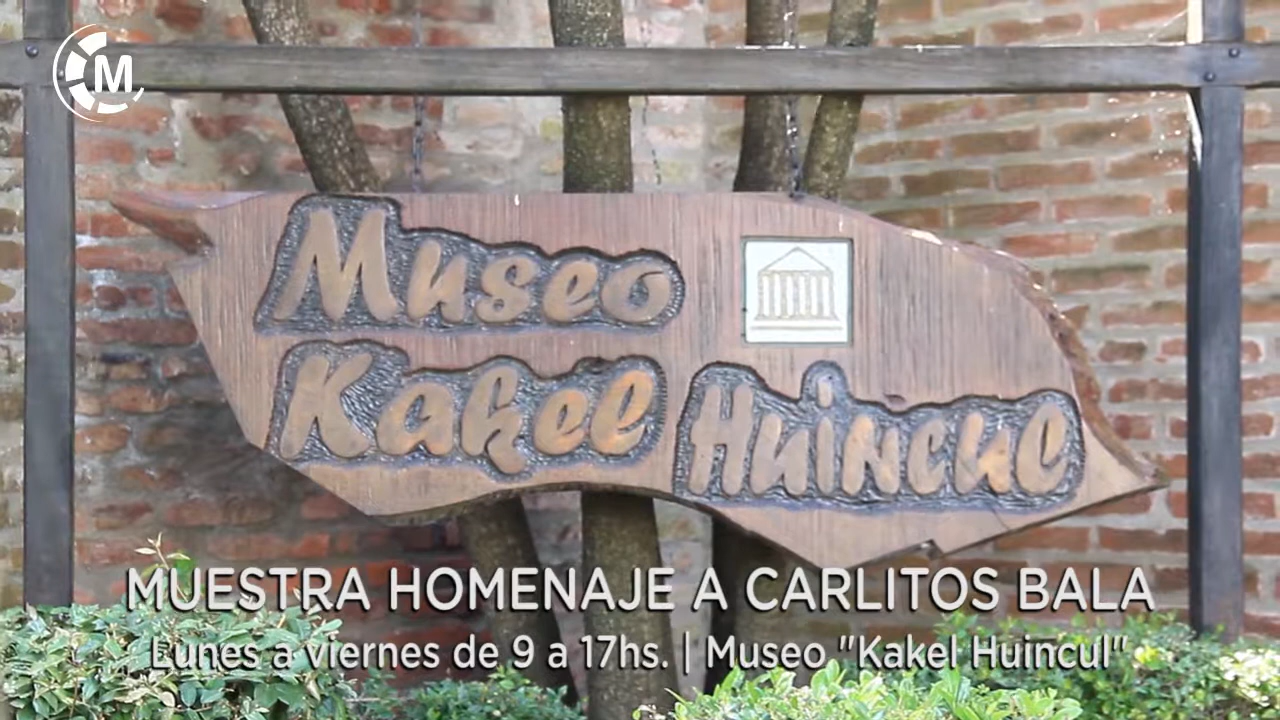 M
Museo
Kakel Huincul
MUESTRA HOMENAJE A CARLITOS BALA
Lunes a viernes de 9 a 17hs. | Museo "Kakel Huincul"